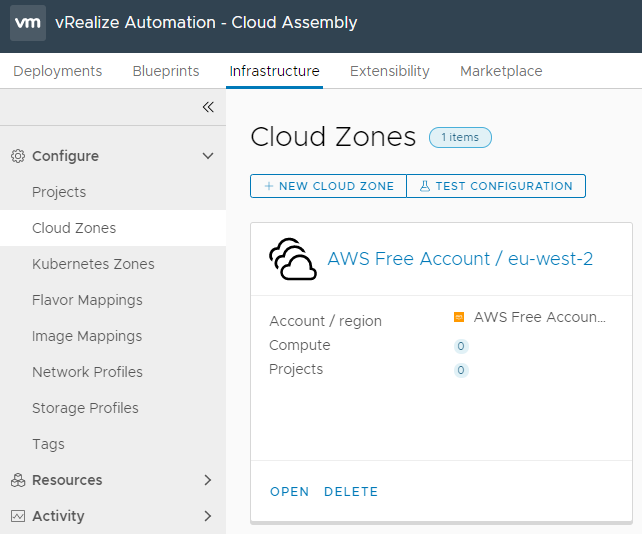 vm vRealize Automation - Cloud Assembly
Deployments Blueprints Infrastructure Extensibility Marketplace
Configure
Projects
Cloud Zones
Kubernetes Zones
Flavor Mappings
Image Mappings
Network Profiles
Storage Profiles
Tags
Resources
Activity
Cloud Zones 1 items
+ NEW CLOUD ZONE TEST CONFIGURATION
AWS Free Account / eu-west-2
Account / region AWS Free Accoun...
Compute 0
Projects 0
OPEN DELETE